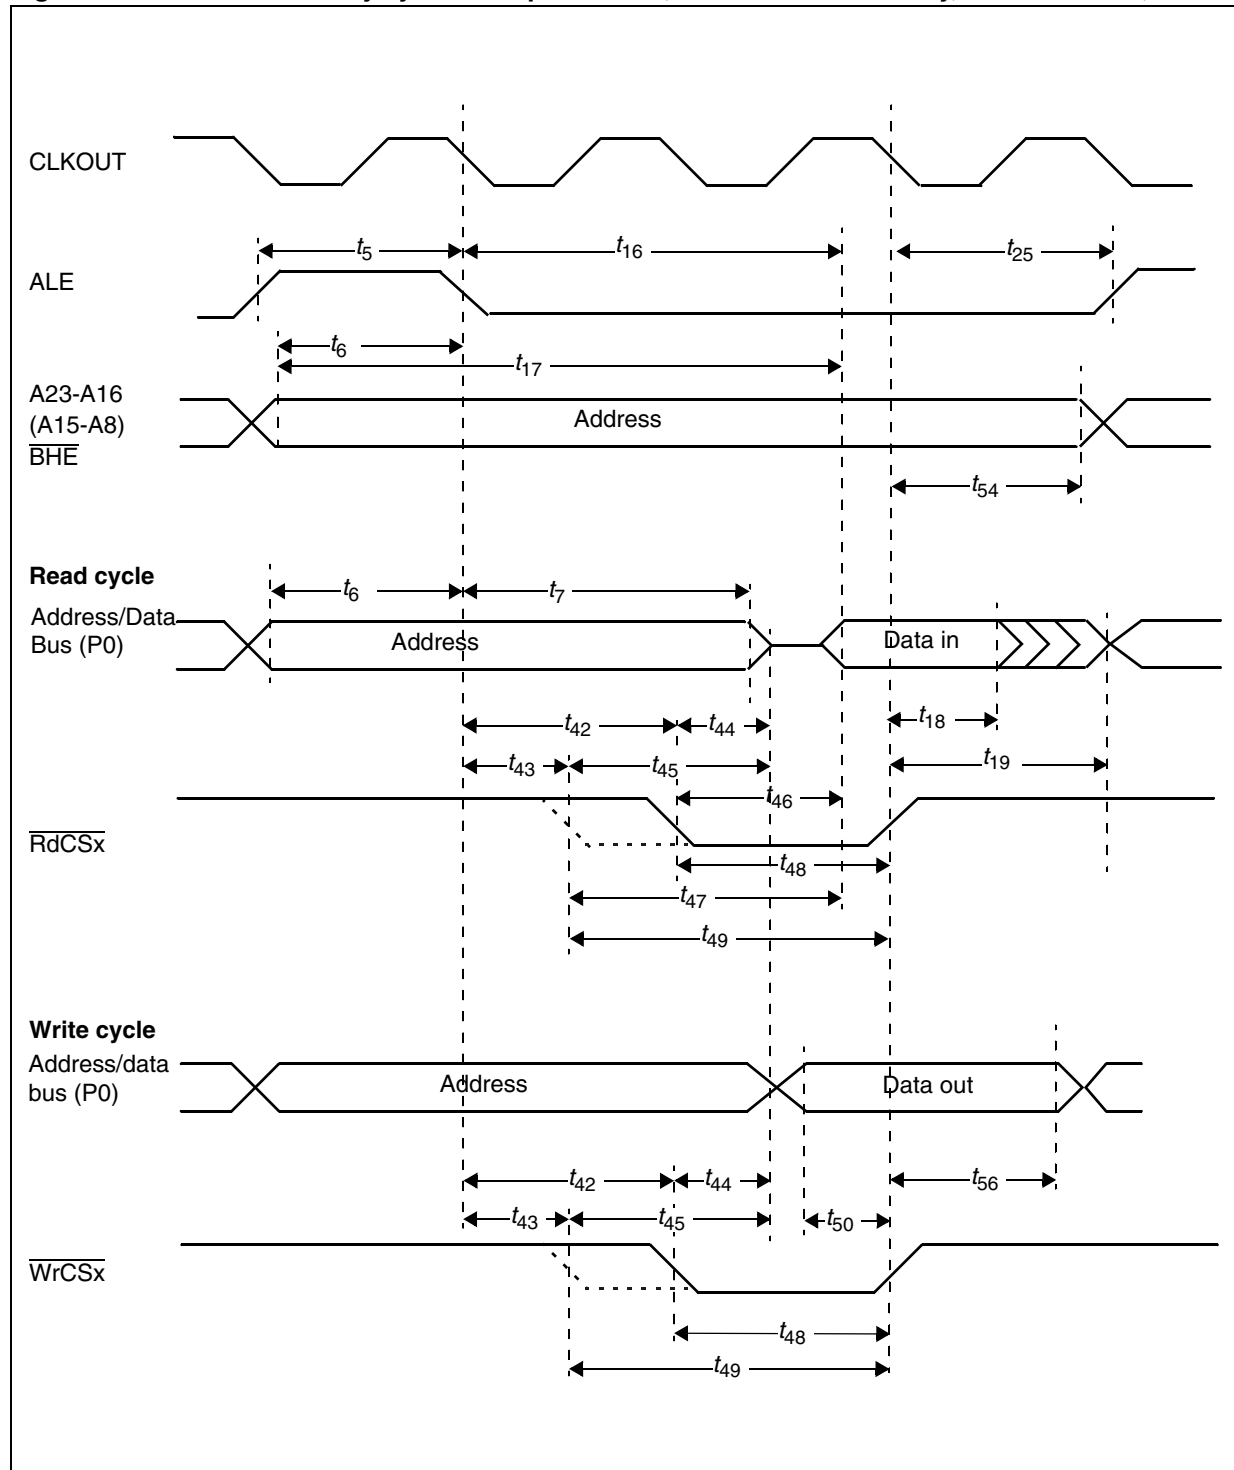 CLKOUT
t5
t16
t25
ALE
t6
t17
A23-A16
(A15-A8)
BHE
Address
t54
Read cycle
t6
t7
Address/Data
Bus (P0)
Address
Data in
t42
t44
t18
t43
t45
t19
t46
RdCSx
t48
t47
t49
Write cycle
Address/data
bus (P0)
Address
Data out
t42
t44
t56
t43
t45
t50
WrCSx
t48
t49